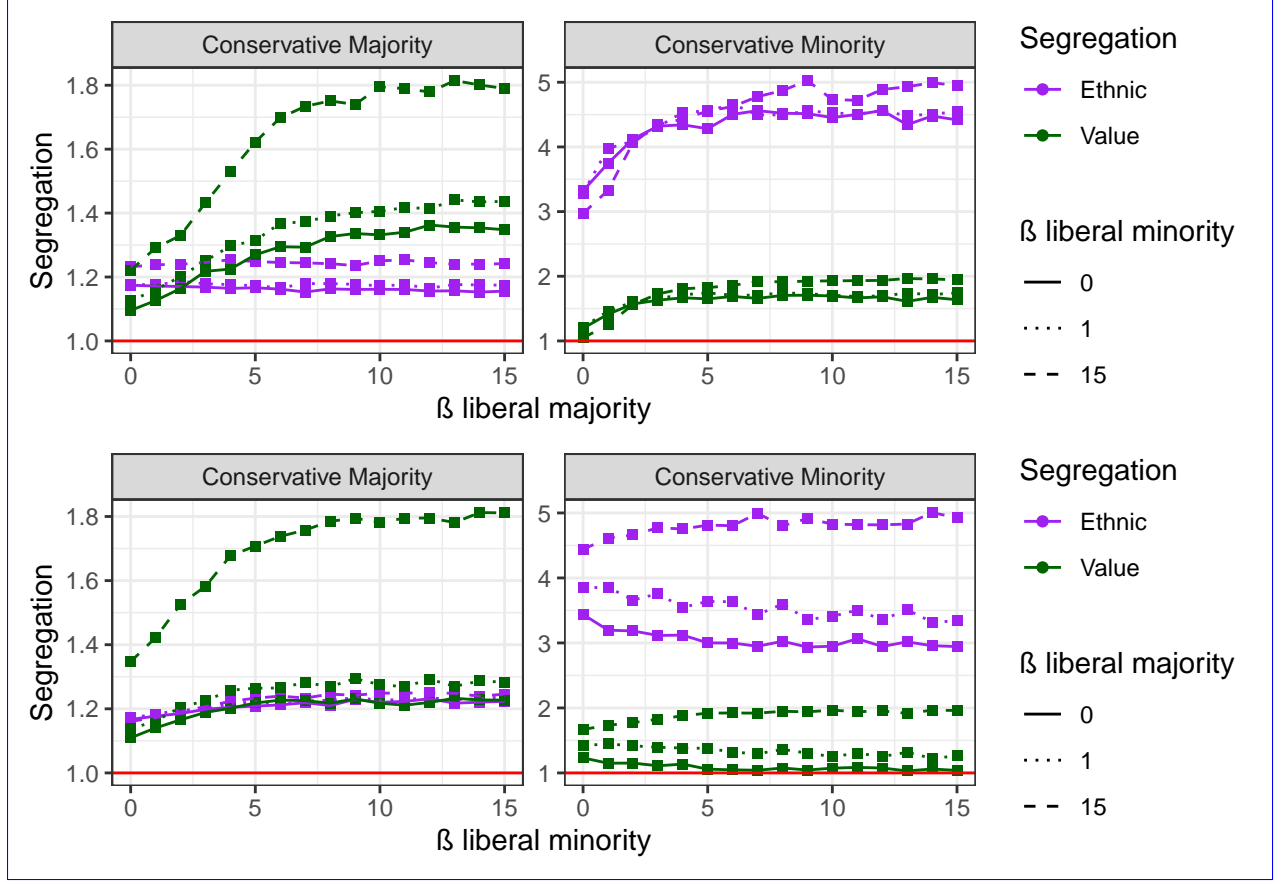 Conservative Majority
Conservative Minority
Segregation
1.0
1.2
1.4
1.6
1.8
0
5
10
15
1
2
3
4
5
0
5
10
15
ß liberal majority
Segregation
Ethnic
Value
ß liberal minority
0
1
15
Conservative Majority
Conservative Minority
Segregation
1.0
1.2
1.4
1.6
1.8
0
5
10
15
1
2
3
4
5
0
5
10
15
ß liberal minority
Segregation
Ethnic
Value
ß liberal majority
0
1
15